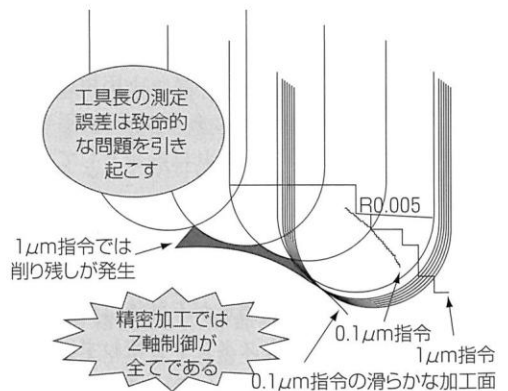 工具長の測定
誤差は致命的
な問題を引き
起こす
R0.005
1μm指令では
削り残しが発生
精密加工では
Z軸制御が
全てである
0.1μm指令
1μm指令
0.1μm指令の滑らかな加工面